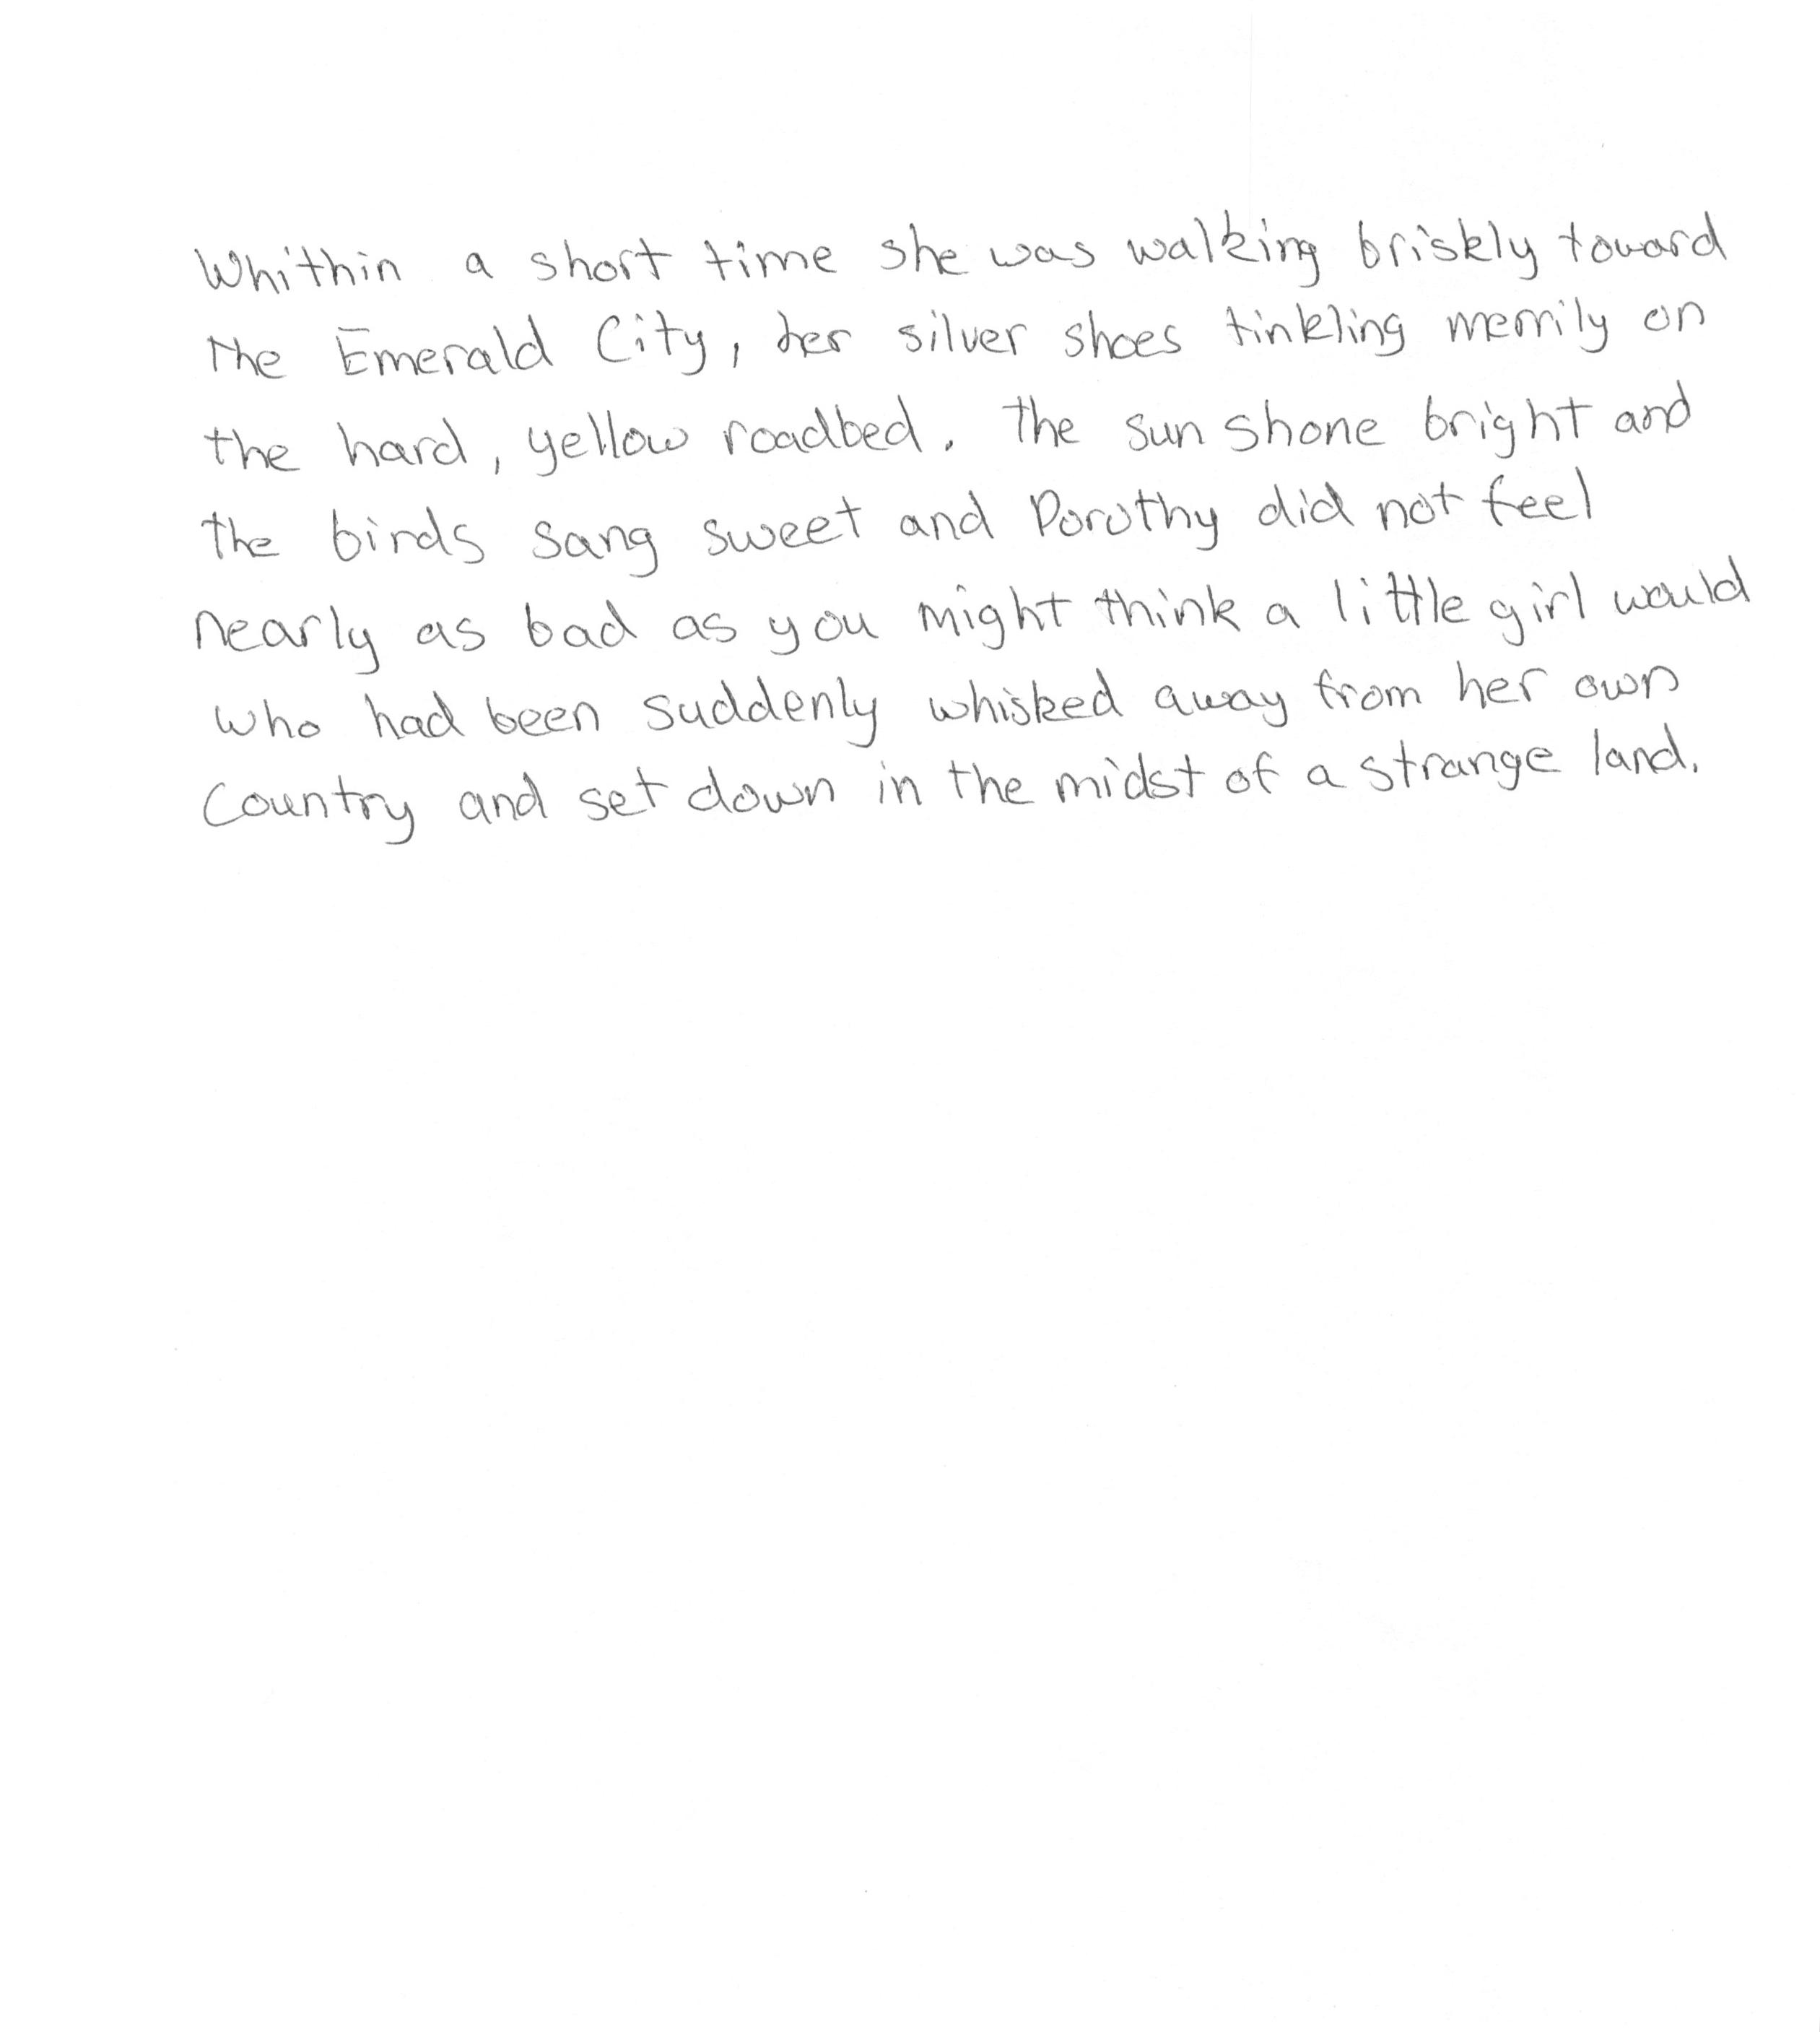 Whithin a short time she was walking briskly toward
the Emerald City, her silver shoes tinkling merrily on
the hard, yellow roadbed. The sun shone bright and
the birds sang sweet and Dorothy did not feel
nearly as bad as you might think a little girl would
who had been suddenly whisked away from her own
country and set down in the midst of a strange land.